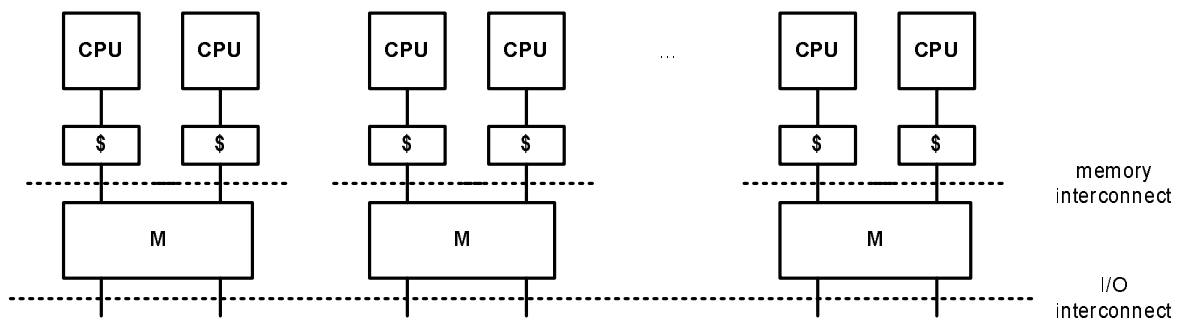 CPU CPU CPU CPU ... CPU CPU
$ $ $ $ $ $
memory
interconnect
M M M
I/O
interconnect